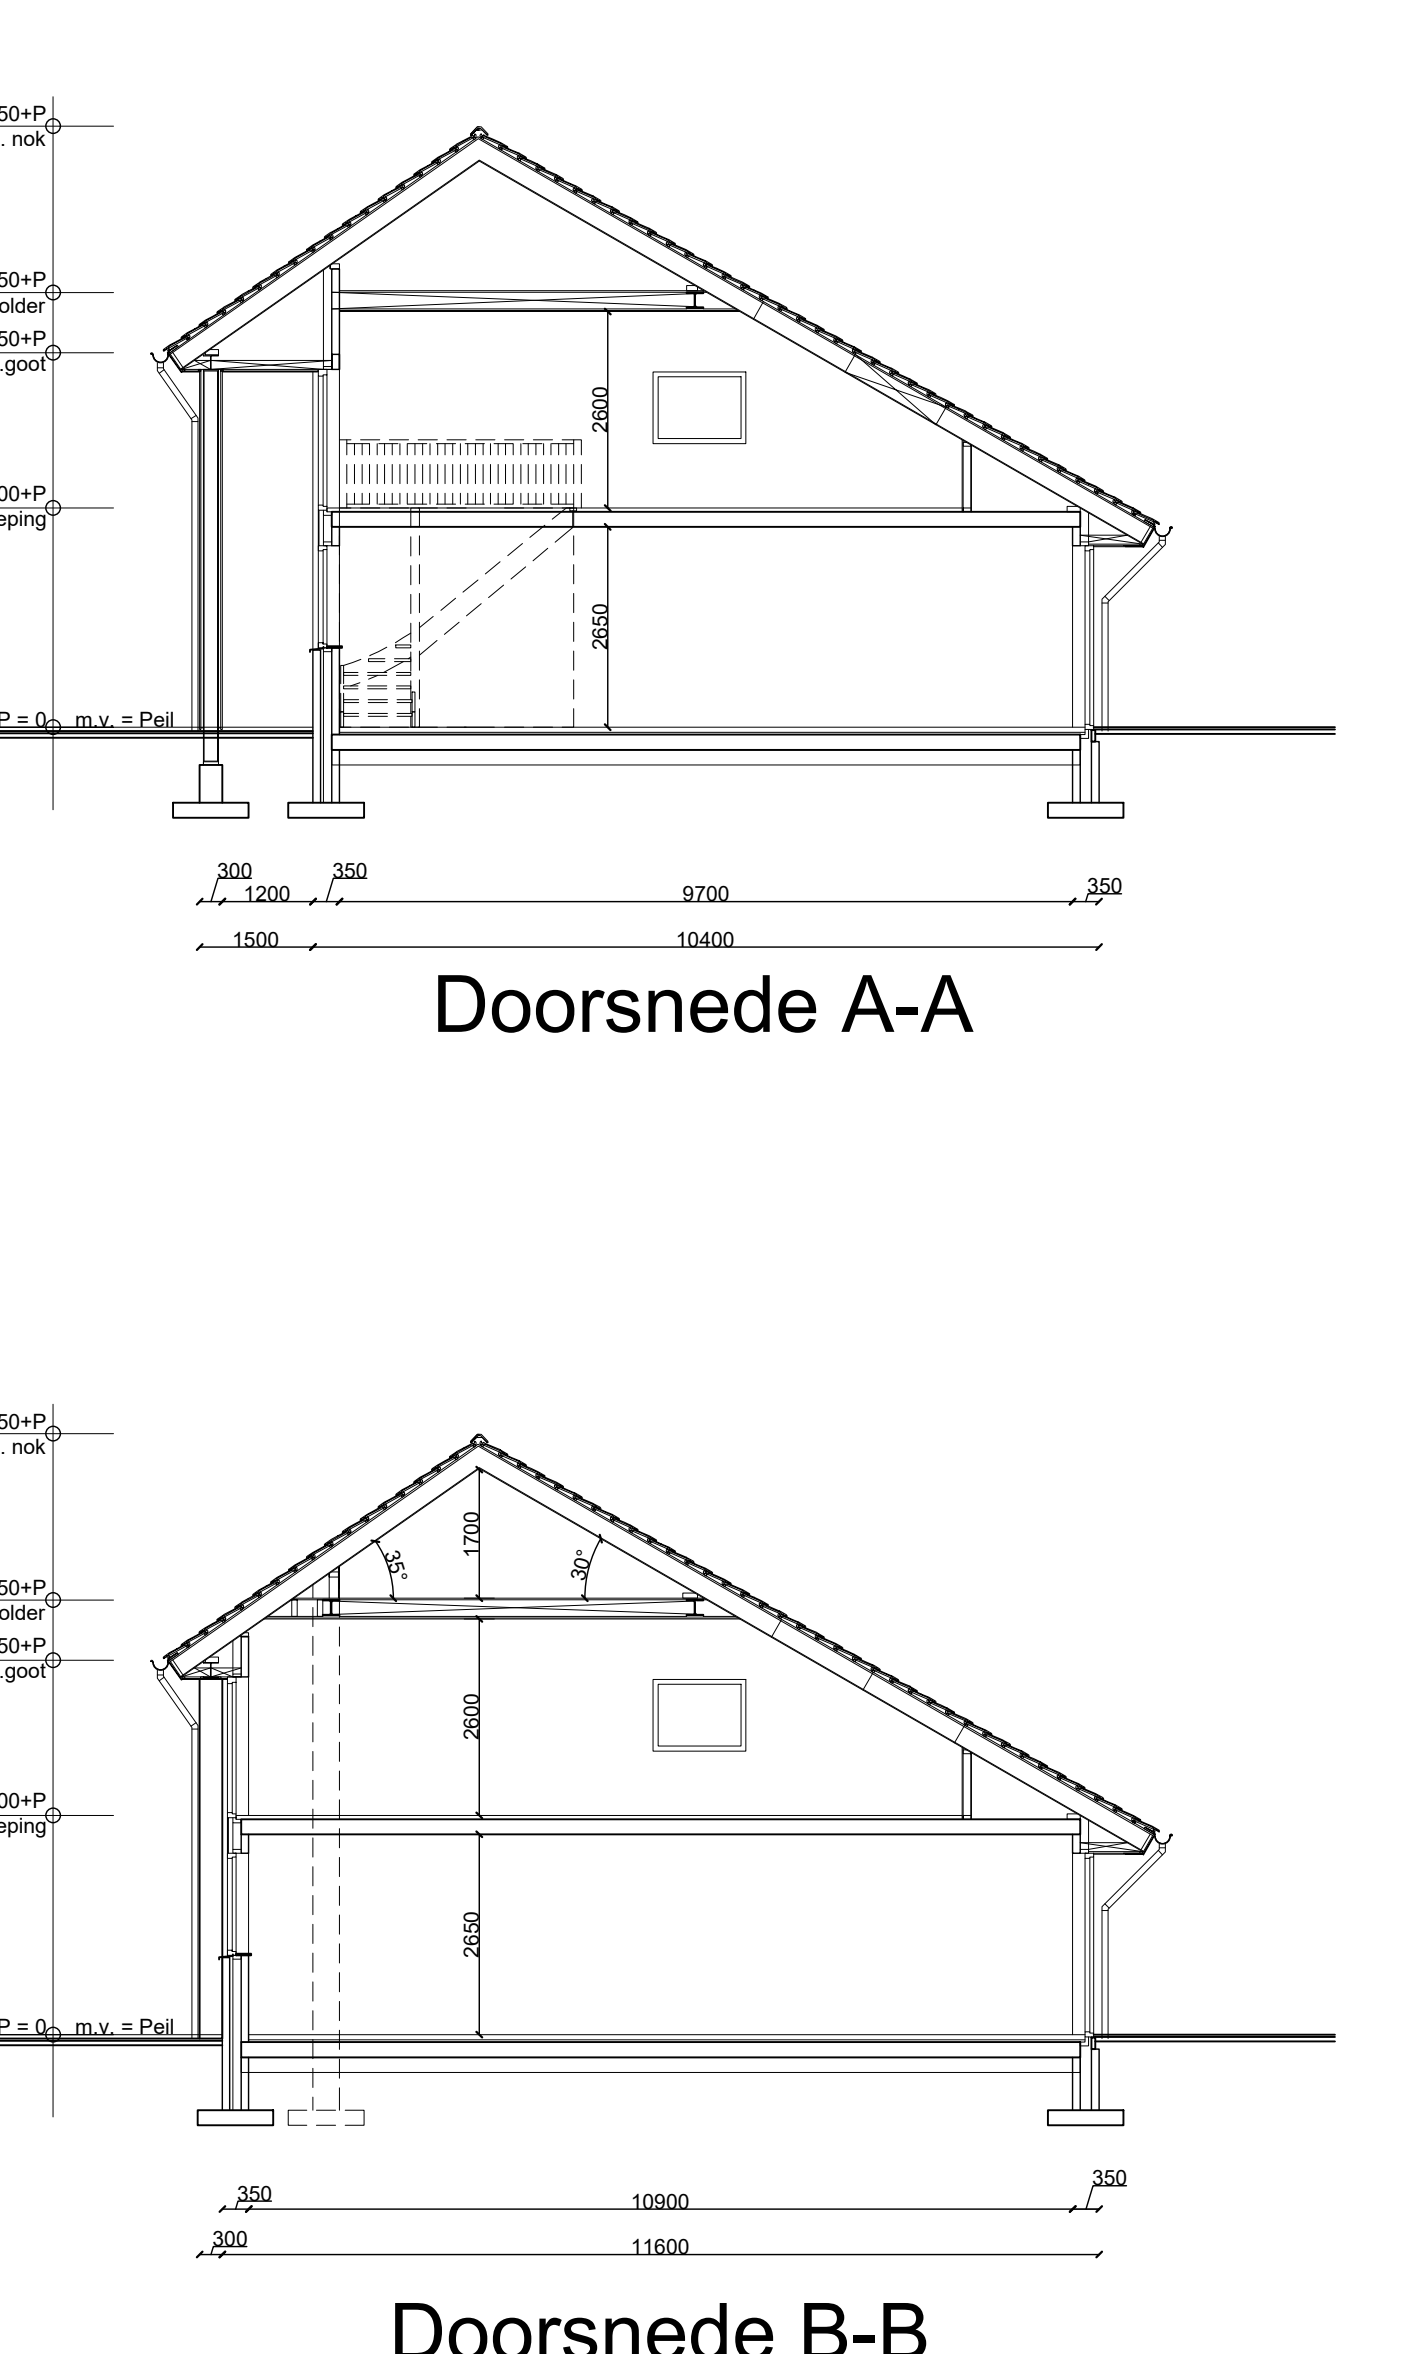 50+P
. nok
50+P
older
50+P
.goot
2600
00+P
eping
2650
P = 0 m.v. = Peil
300
350
1200
9700
350
1500
10400
Doorsnede A-A
50+P
. nok
1700
35°
30°
50+P
older
50+P
.goot
2600
00+P
eping
2650
P = 0 m.v. = Peil
350
350
10900
300
11600
Doorsnede B-B